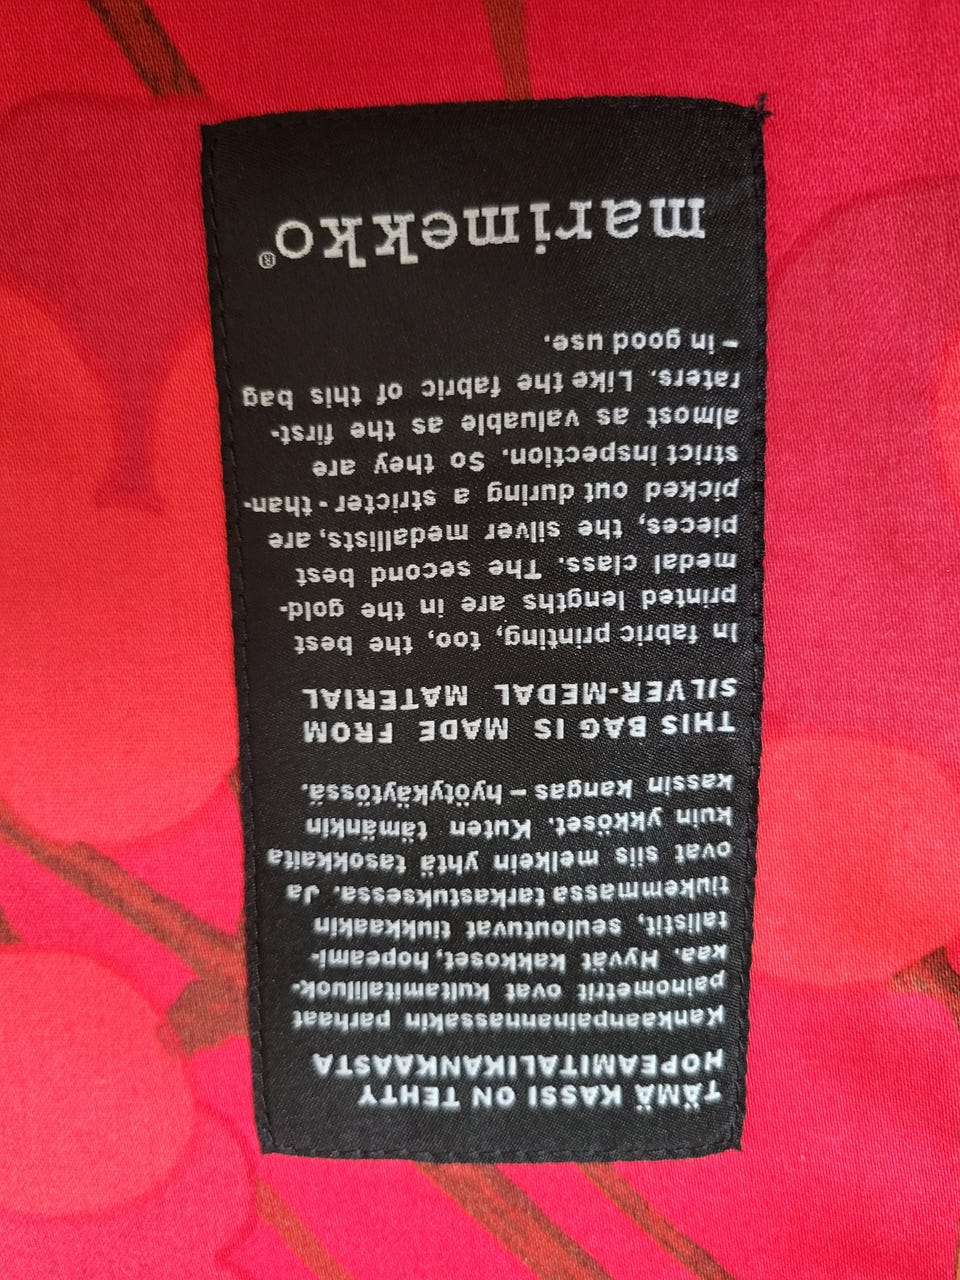 TÄMÄ KASSI ON TEHTY
HOPEAMITALIKANKAASTA
Kankaanpainannassakin parhaat
painometrit ovat kultamitaliluok-
kaa. Hyvät kakkoset, hopeami-
talistit, seuloutuvat tiukkaakin
tiukemmassa tarkastuksessa. Ja
ovat siis melkein yhtä tasokkaita
kuin ykköset. Kuten tämänkin
kassin kangas – hyötykäytössä.
THIS BAG IS MADE FROM
SILVER-MEDAL MATERIAL
In fabric printing, too, the best
printed lengths are in the gold-
medal class. The second best
pieces, the silver medallists, are
picked out during a stricter-than-
strict inspection. So they are
almost as valuable as the first-
raters. Like the fabric of this bag
– in good use.
marimekko®